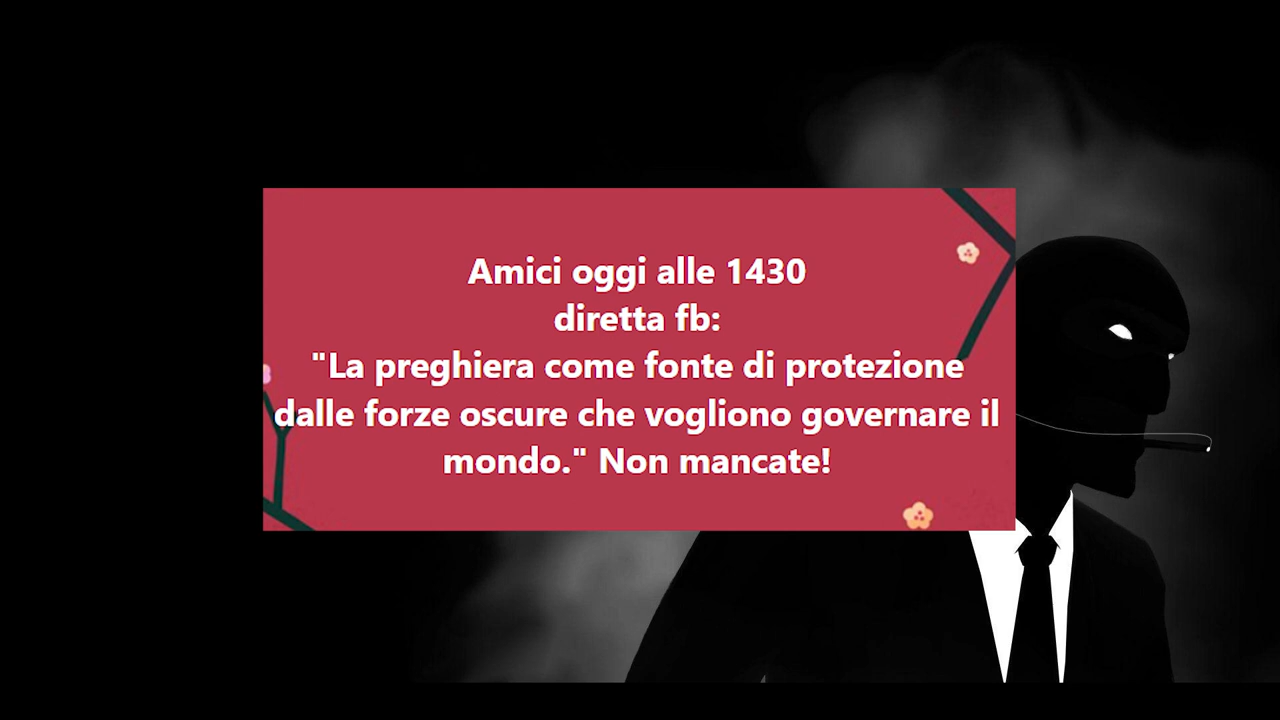 Amici oggi alle 1430
diretta fb:
"La preghiera come fonte di protezione
dalle forze oscure che vogliono governare il
mondo." Non mancate!